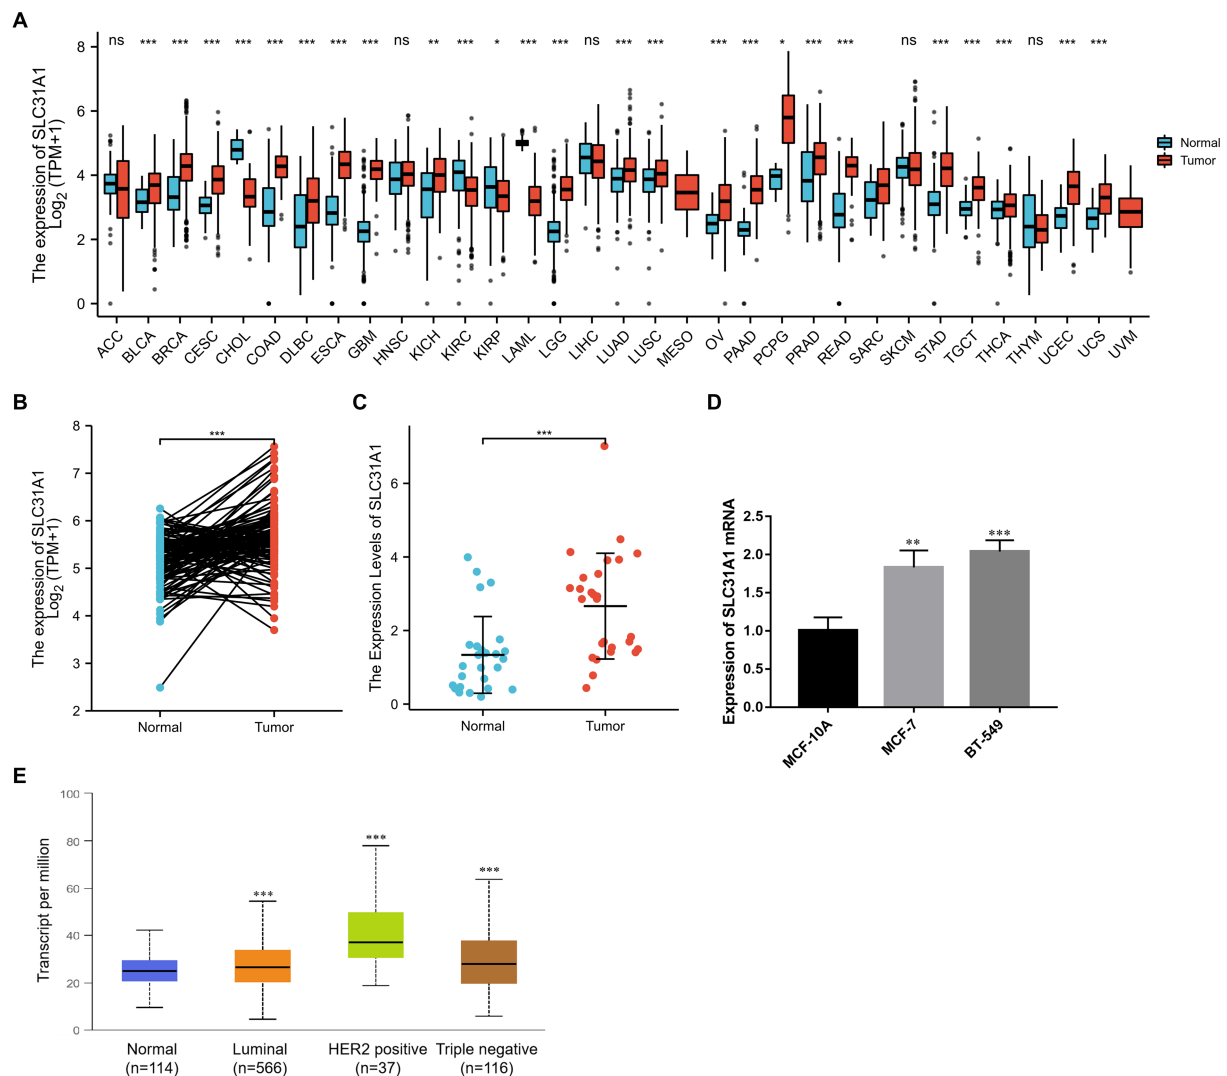 A
ns *** *** *** *** *** *** *** *** ns ** *** * *** *** ns *** *** *** *** * *** *** ns *** *** *** ns *** ***
The expression of SLC31A1
Log2 (TPM+1)
8
6
4
2
0
Normal
Tumor
ACC BLCA BRCA CESC CHOL COAD DLBC ESCA GBM HNSC KICH KIRC KIRP LAML LGG LIHC LUAD LUSC MESO OV PAAD PCPG PRAD READ SARC SKCM STAD TGCT THCA THYM UCEC UCS UVM
B
The expression of SLC31A1
Log2 (TPM+1)
8
7
6
5
4
3
2
***
Normal Tumor
C
The Expression Levels of SLC31A1
6
4
2
0
***
Normal Tumor
D
Expression of SLC31A1 mRNA
2.5
2.0
1.5
1.0
0.5
0.0
** ***
MCF-10A MCF-7 BT-549
E
Transcript per million
100
80
60
40
20
0
*** *** ***
Normal Luminal HER2 positive Triple negative
(n=114) (n=566) (n=37) (n=116)